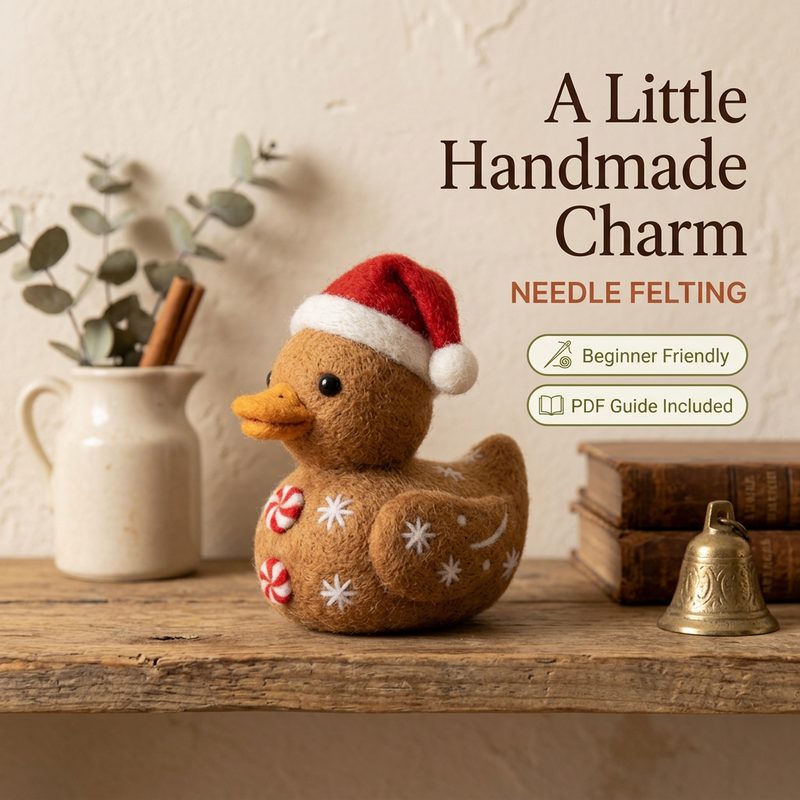 A Little
Handmade
Charm
NEEDLE FELTING
Beginner Friendly
PDF Guide Included